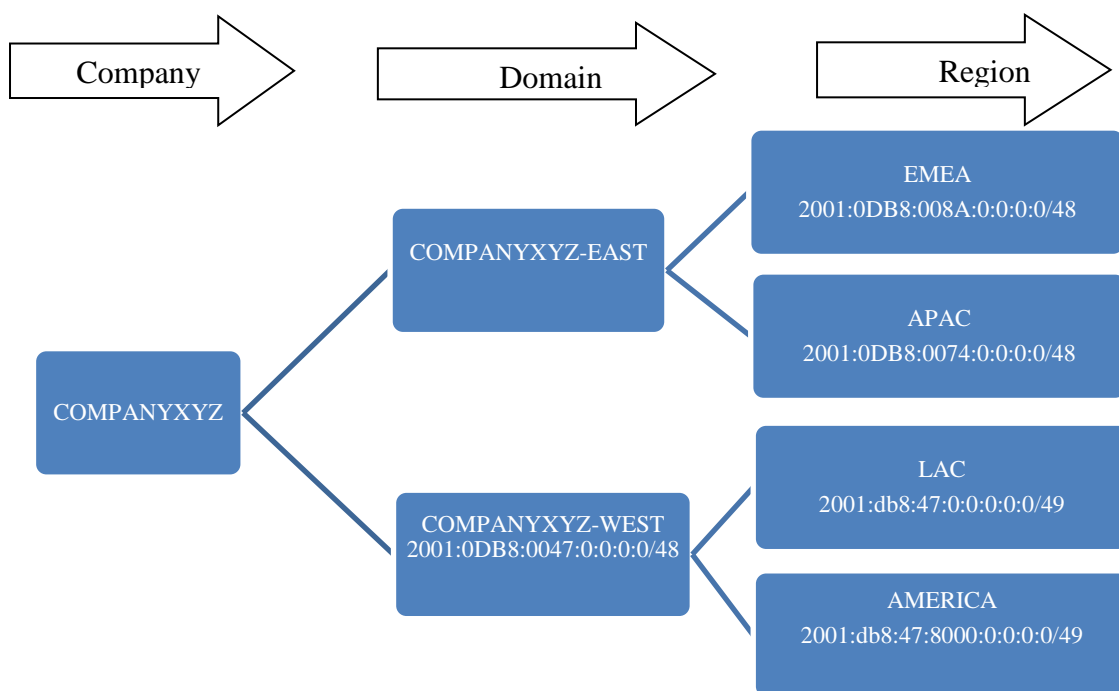 Company
Domain
Region
EMEA
2001:0DB8:008A:0:0:0:0/48
COMPANYXYZ-EAST
APAC
2001:0DB8:0074:0:0:0:0/48
COMPANYXYZ
LAC
2001:db8:47:0:0:0:0:0/49
COMPANYXYZ-WEST
2001:0DB8:0047:0:0:0:0/48
AMERICA
2001:db8:47:8000:0:0:0:0/49